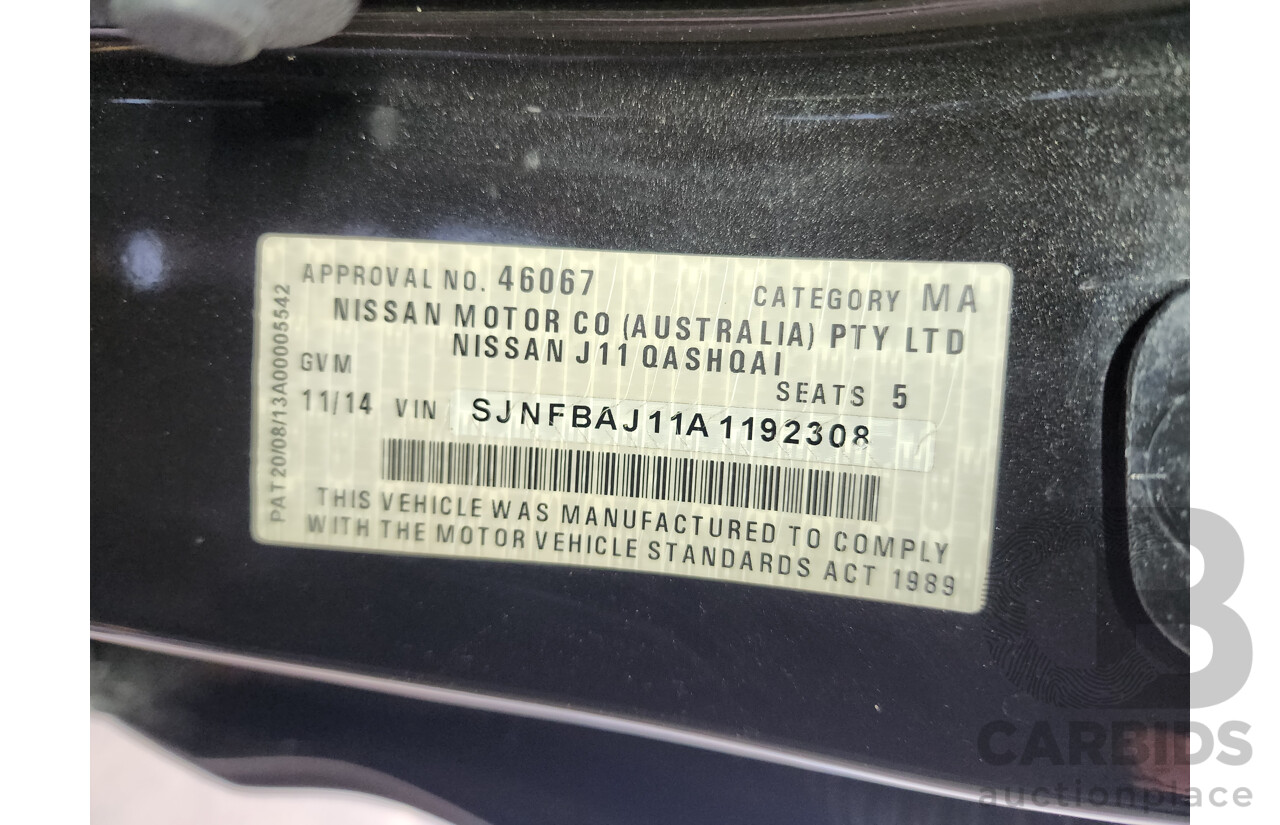 APPROVAL NO. 46067 CATEGORY MA
NISSAN MOTOR CO (AUSTRALIA) PTY LTD
NISSAN J11 QASHQAI
GVM SEATS 5
11/14 VIN SJNFBAJ11A1192308
THIS VEHICLE WAS MANUFACTURED TO COMPLY
WITH THE MOTOR VEHICLE STANDARDS ACT 1989
PAT20/08/13A00005542
CB
CARBIDS
auctionplace